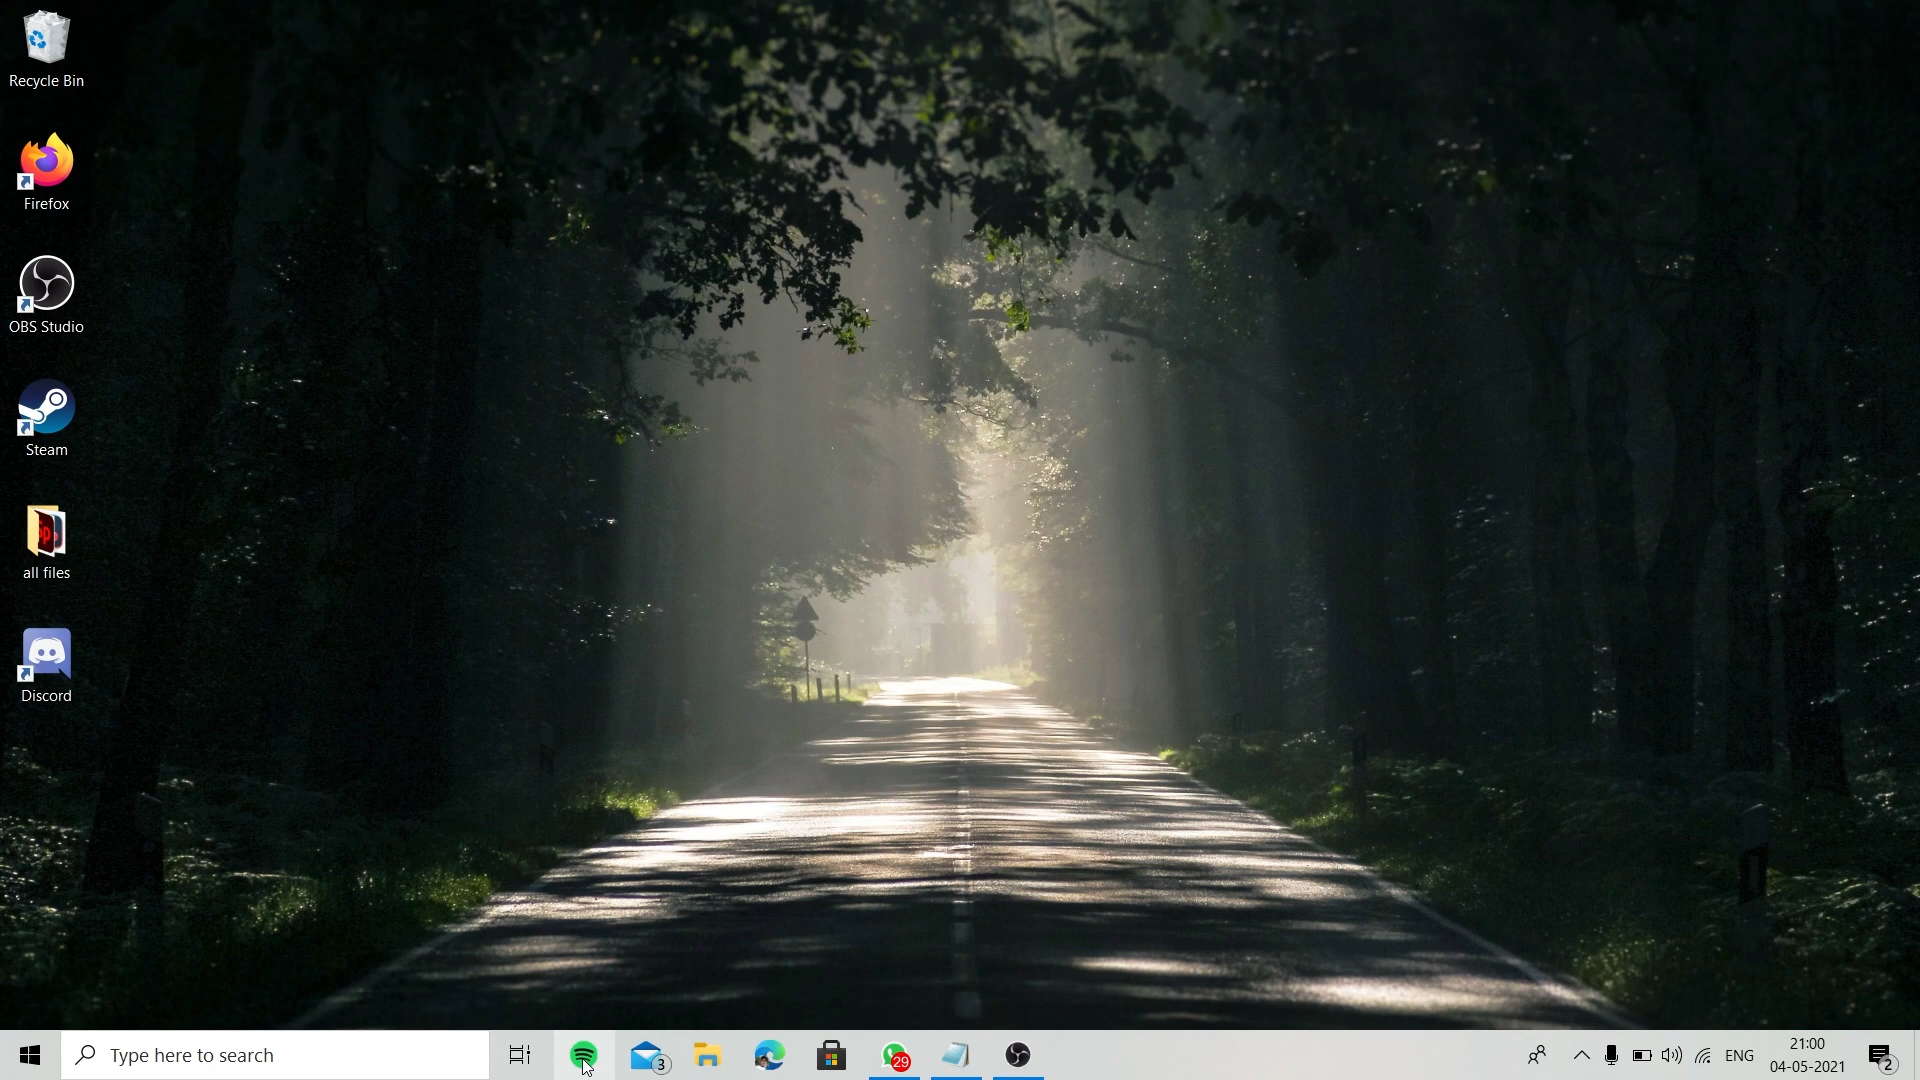 Recycle Bin
Firefox
OBS Studio
Steam
all files
Discord
Type here to search
3
29
ENG
21:00
04-05-2021
2